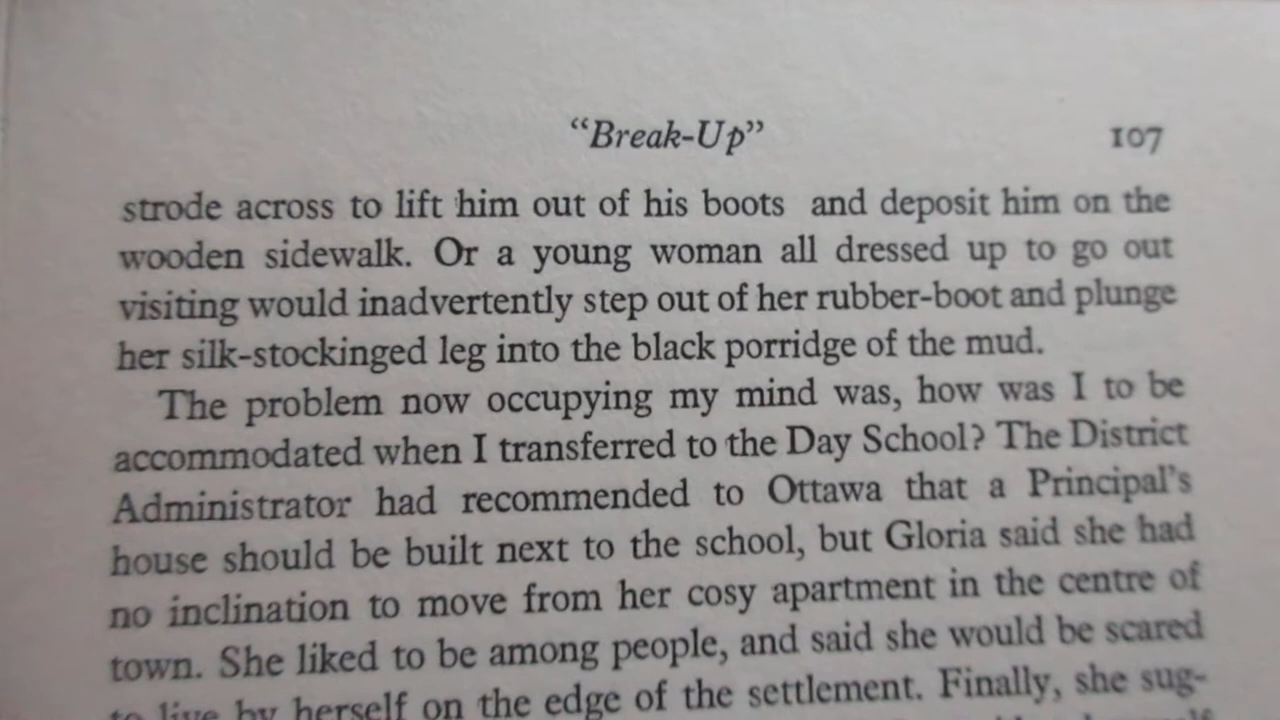 “Break-Up”
107
strode across to lift him out of his boots and deposit him on the
wooden sidewalk. Or a young woman all dressed up to go out
visiting would inadvertently step out of her rubber-boot and plunge
her silk-stockinged leg into the black porridge of the mud.
The problem now occupying my mind was, how was I to be
accommodated when I transferred to the Day School? The District
Administrator had recommended to Ottawa that a Principal’s
house should be built next to the school, but Gloria said she had
no inclination to move from her cosy apartment in the centre of
town. She liked to be among people, and said she would be scared
to live by herself on the edge of the settlement. Finally, she sug-